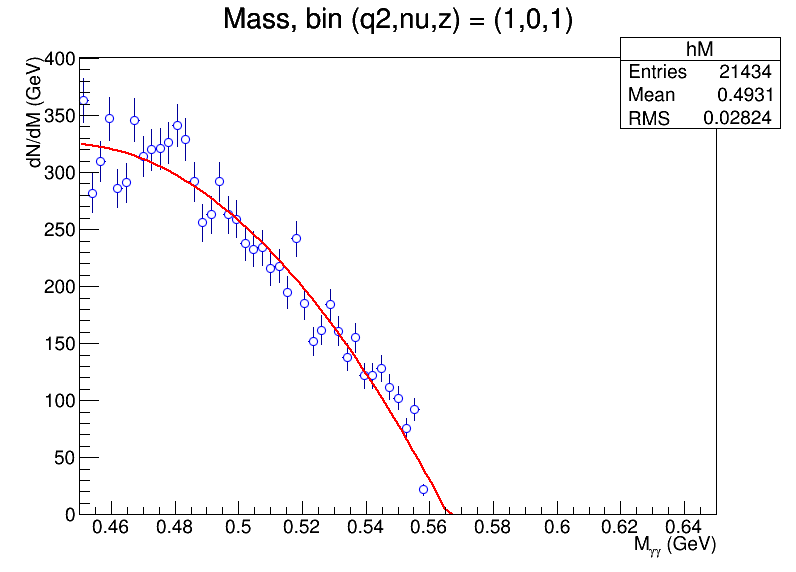 Mass, bin (q2,nu,z) = (1,0,1)
hM
Entries 21434
Mean 0.4931
RMS 0.02824
dN/dM (GeV)
400
350
300
250
200
150
100
50
0
0.46 0.48 0.5 0.52 0.54 0.56 0.58 0.6 0.62 0.64
Mγγ (GeV)